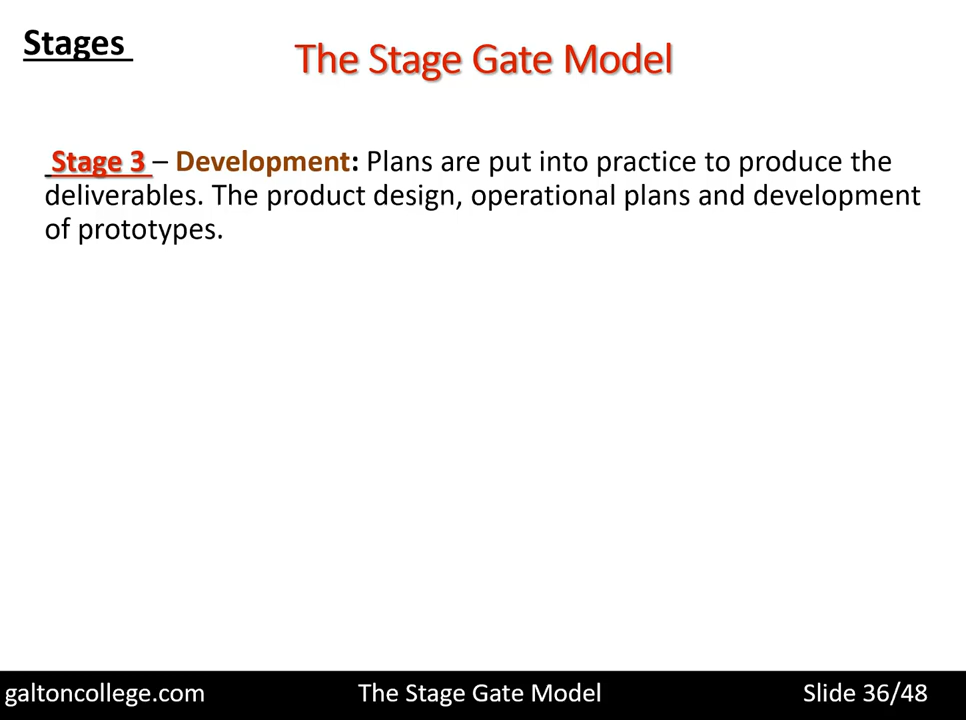 Stages
The Stage Gate Model
Stage 3 – Development: Plans are put into practice to produce the
deliverables. The product design, operational plans and development
of prototypes.
galtoncollege.com The Stage Gate Model Slide 36/48